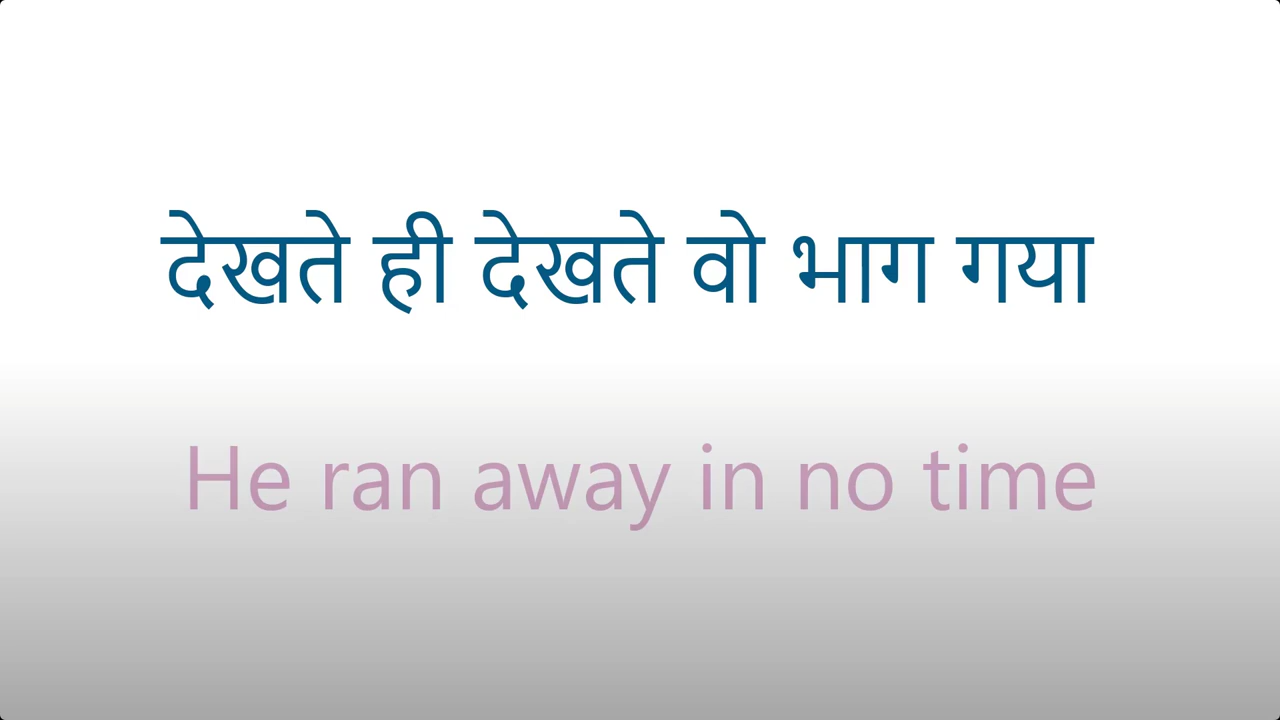 देखते ही देखते वो भाग गया
He ran away in no time